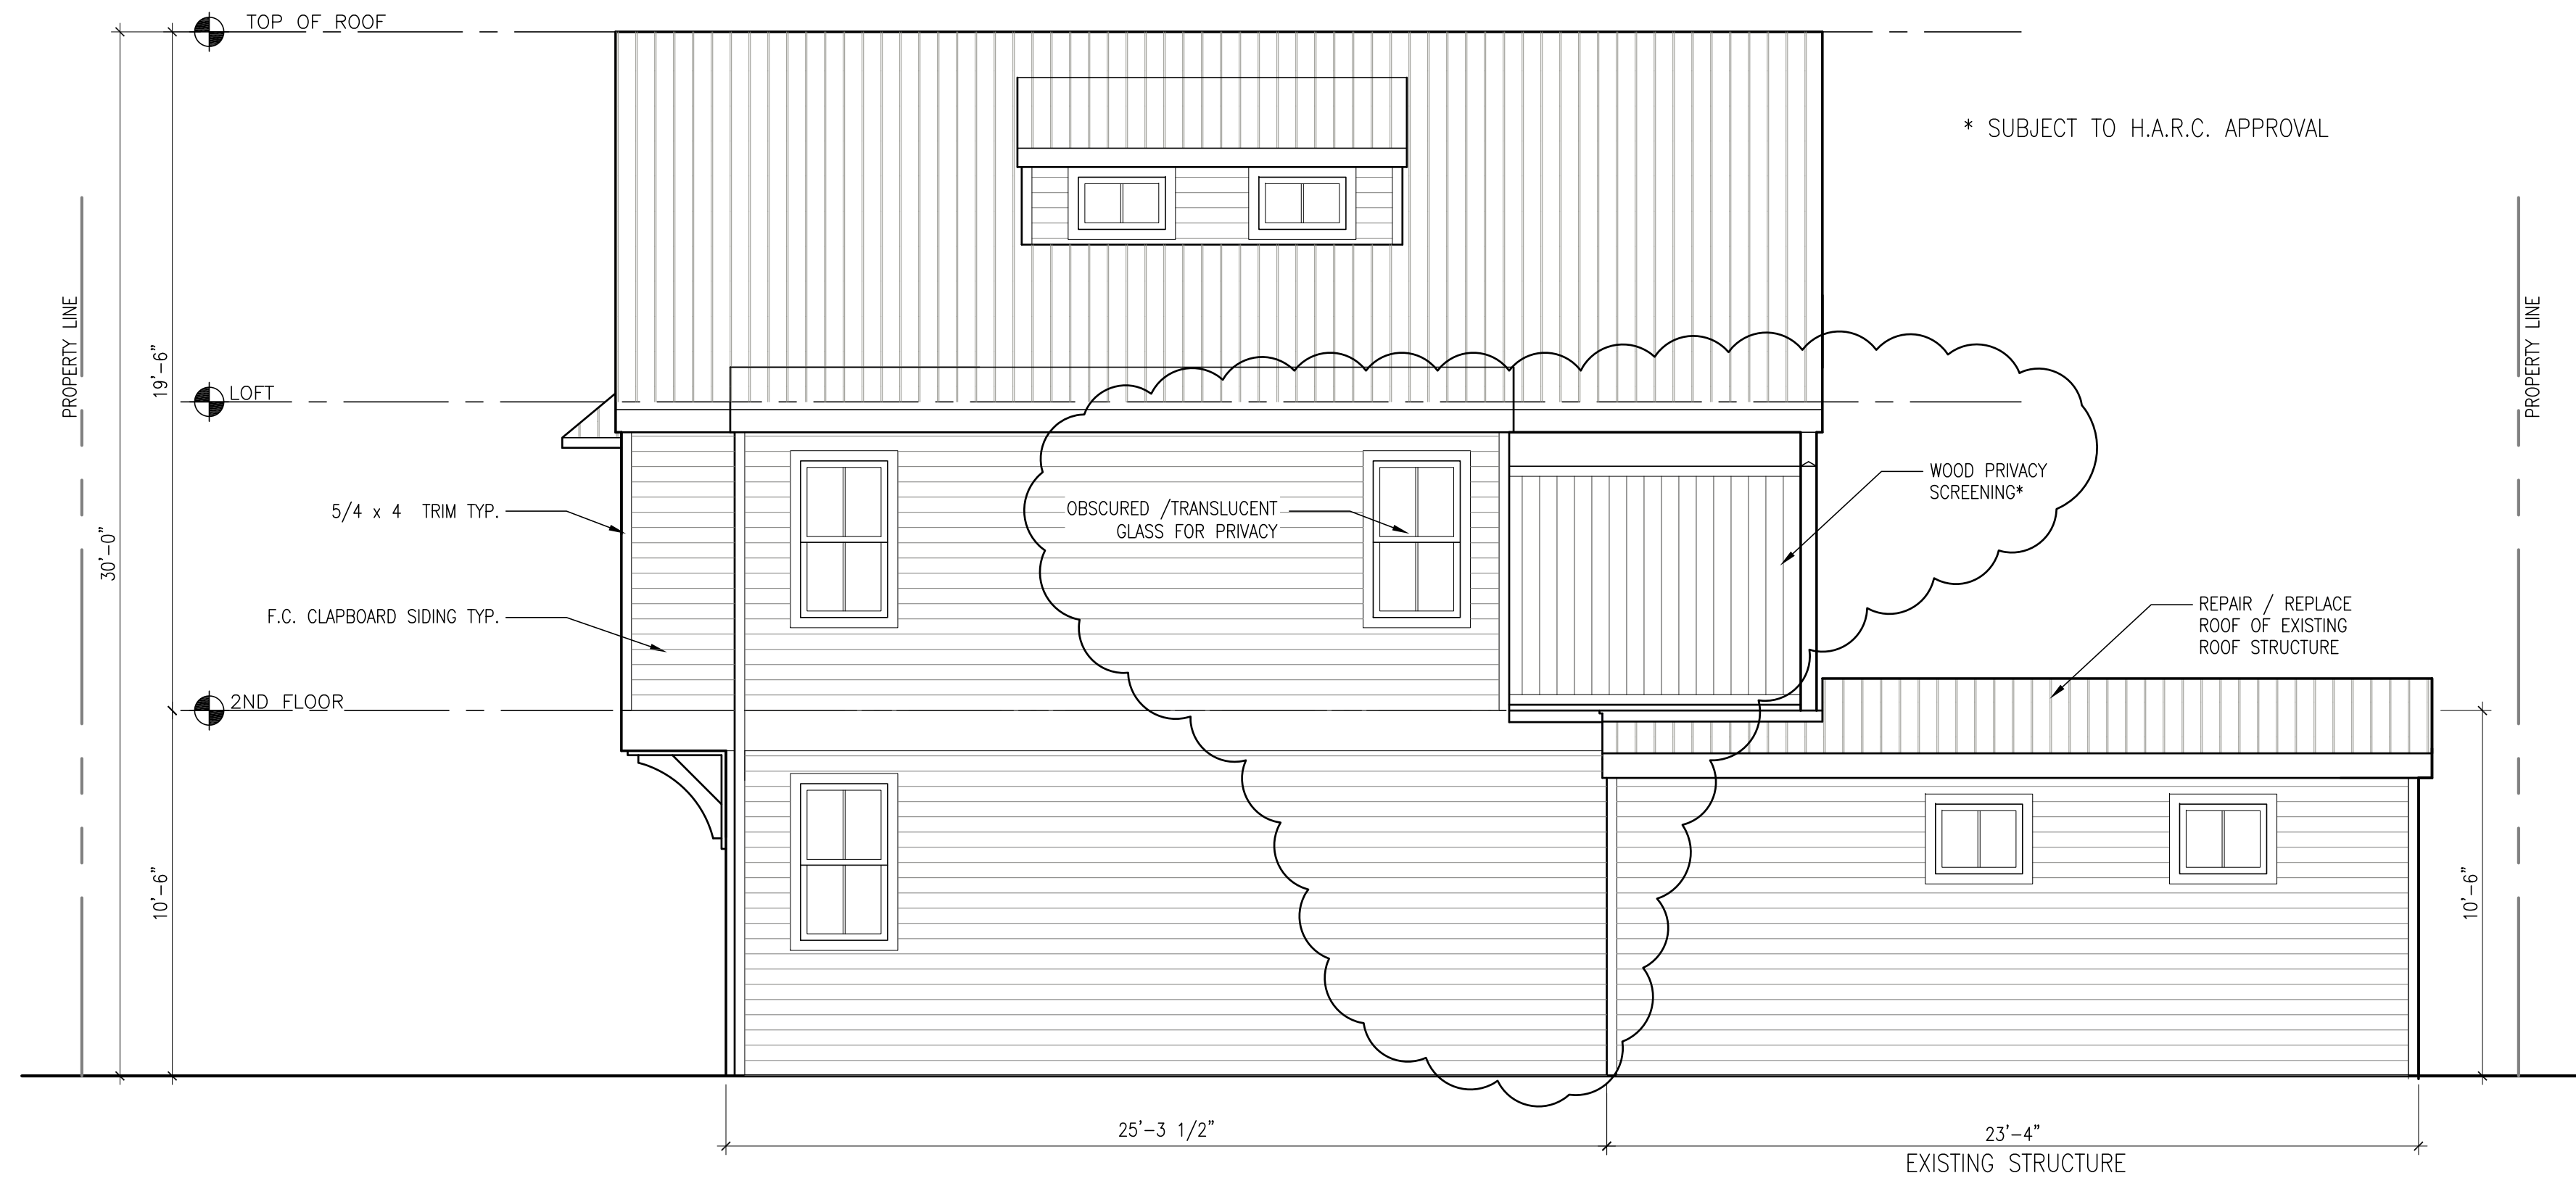 TOP OF ROOF
* SUBJECT TO H.A.R.C. APPROVAL
PROPERTY LINE
PROPERTY LINE
19'-6"
LOFT
WOOD PRIVACY
SCREENING*
5/4 x 4 TRIM TYP.
OBSCURED /TRANSLUCENT
GLASS FOR PRIVACY
30'-0"
F.C. CLAPBOARD SIDING TYP.
REPAIR / REPLACE
ROOF OF EXISTING
ROOF STRUCTURE
2ND FLOOR
10'-6"
10'-6"
25'-3 1/2"
23'-4"
EXISTING STRUCTURE